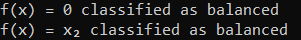 f(x) = 0 classified as balanced
f(x) = x₂ classified as balanced